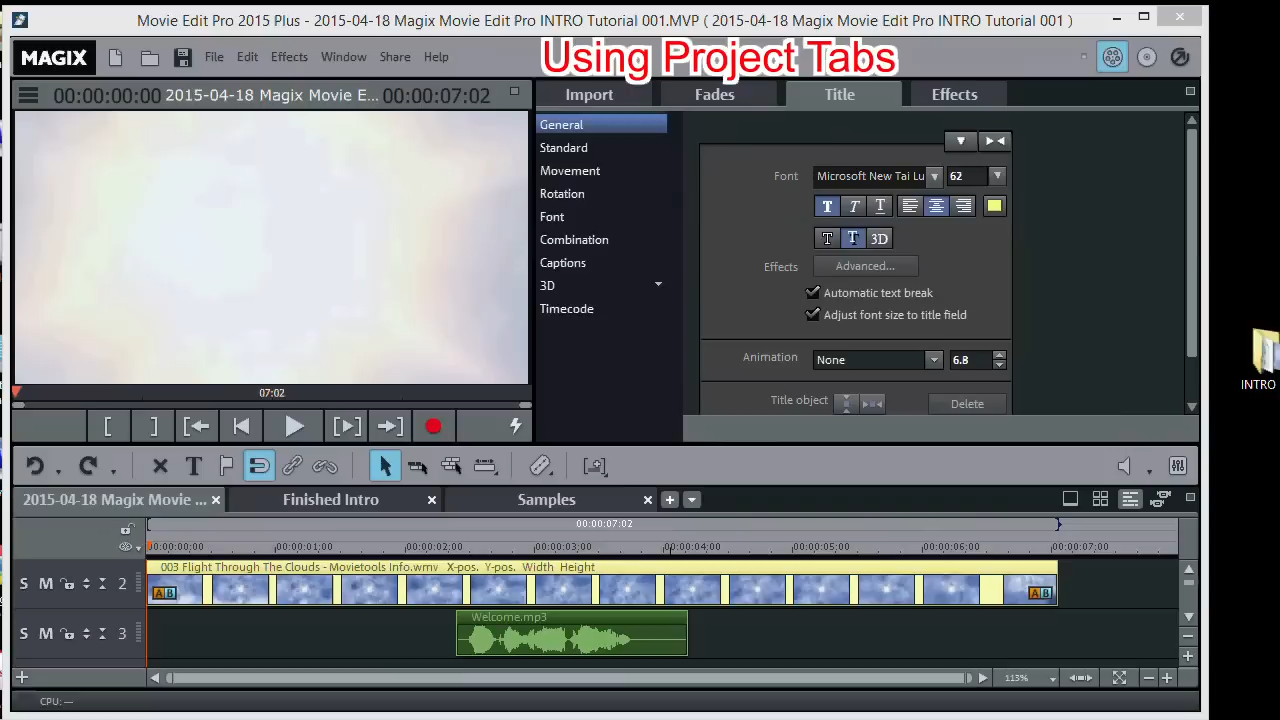 Movie Edit Pro 2015 Plus - 2015-04-18 Magix Movie Edit Pro INTRO Tutorial 001.MVP ( 2015-04-18 Magix Movie Edit Pro INTRO Tutorial 001 )
MAGIX File Edit Effects Window Share Help
Using Project Tabs
00:00:00:00 2015-04-18 Magix Movie E... 00:00:07:02
Import Fades Title Effects
General
Standard
Movement
Rotation
Font
Combination
Captions
3D
Timecode
Font Microsoft New Tai Lu 62
T T T
T T 3D
Effects Advanced...
Automatic text break
Adjust font size to title field
Animation None 6.8
Title object Delete
INTRO
07:02
2015-04-18 Magix Movie ... Finished Intro Samples
00:00:07:02
00:00:00;00 00:00:01;00 00:00:02;00 00:00:03;00 00:00:04;00 00:00:05;00 00:00:06;00 00:00:07;00
003 Flight Through The Clouds - Movietools Info.wmv X-pos. Y-pos. Width Height
S M 2 AB AB
Welcome.mp3
S M 3
113%
CPU: —